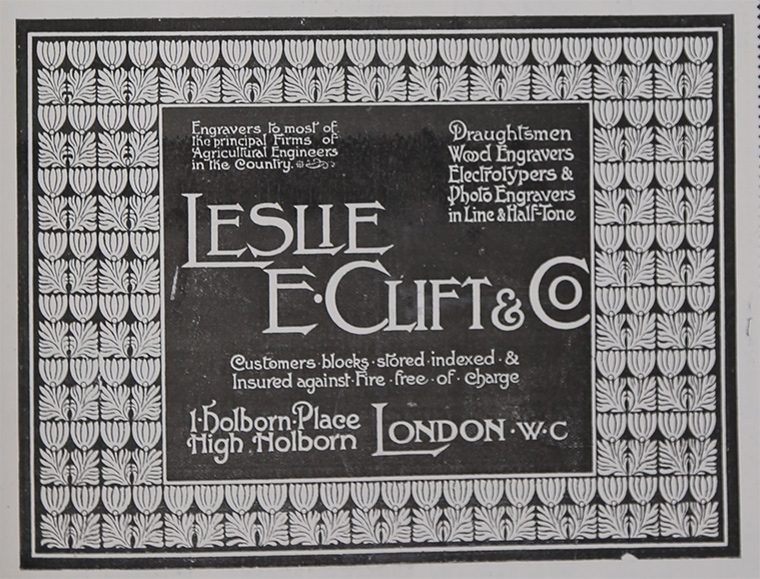 Engravers to most of
the principal Firms of
Agricultural Engineers
in the Country.
Draughtsmen
Wood Engravers
Electrotypers &
Photo Engravers
in Line & Half-Tone
LESLIE
E·CLIFT & CO
Customers·blocks·stored·indexed·&
Insured against·Fire·free·of·charge
1·Holborn·Place
High Holborn
LONDON·W·C